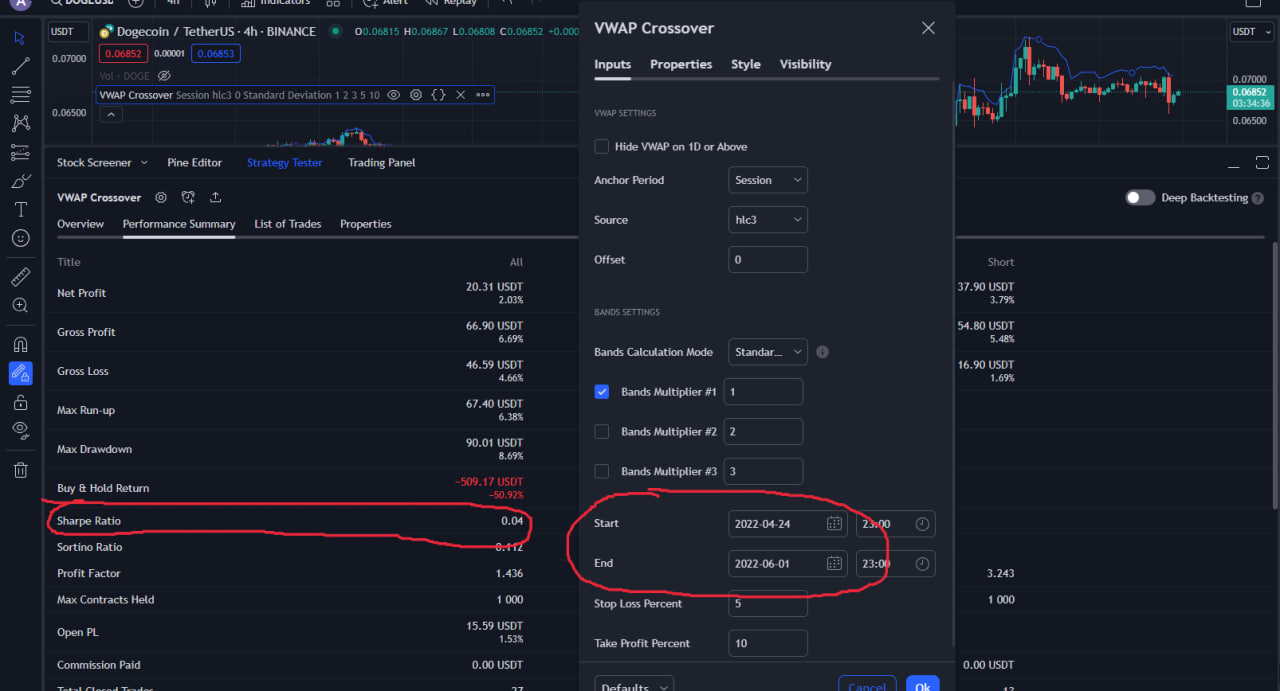 A
DOGEUSD
4h
Indicators
Alert
Replay
USDT
Dogecoin / TetherUS · 4h · BINANCE
O0.06815 H0.06867 L0.06808 C0.06852 +0.000
0.07000
0.06852
0.00001
0.06853
Vol · DOGE
VWAP Crossover Session hlc3 0 Standard Deviation 1 2 3 5 10
0.06500
USDT
0.07000
0.06852
03:34:36
0.06500
Stock Screener
Pine Editor
Strategy Tester
Trading Panel
VWAP Crossover
Deep Backtesting
Overview
Performance Summary
List of Trades
Properties
Title
All
Short
Net Profit
20.31 USDT
2.03%
37.90 USDT
3.79%
Gross Profit
66.90 USDT
6.69%
54.80 USDT
5.48%
Gross Loss
46.59 USDT
4.66%
16.90 USDT
1.69%
Max Run-up
67.40 USDT
6.38%
Max Drawdown
90.01 USDT
8.69%
Buy & Hold Return
−509.17 USDT
−50.92%
Sharpe Ratio
0.04
Sortino Ratio
0.112
Profit Factor
1.436
3.243
Max Contracts Held
1 000
1 000
Open PL
15.59 USDT
1.53%
Commission Paid
0.00 USDT
0.00 USDT
Total Closed Trades
27
13
VWAP Crossover
Inputs
Properties
Style
Visibility
VWAP SETTINGS
Hide VWAP on 1D or Above
Anchor Period
Session
Source
hlc3
Offset
0
BANDS SETTINGS
Bands Calculation Mode
Standar...
Bands Multiplier #1
1
Bands Multiplier #2
2
Bands Multiplier #3
3
Start
2022-04-24
23:00
End
2022-06-01
23:00
Stop Loss Percent
5
Take Profit Percent
10
Defaults
Cancel
Ok